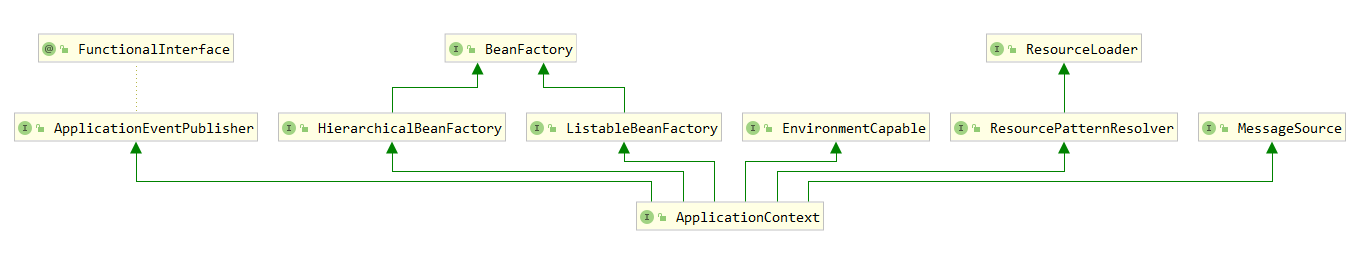 @ FunctionalInterface
I BeanFactory
I ResourceLoader
I ApplicationEventPublisher
I HierarchicalBeanFactory
I ListableBeanFactory
I EnvironmentCapable
I ResourcePatternResolver
I MessageSource
I ApplicationContext